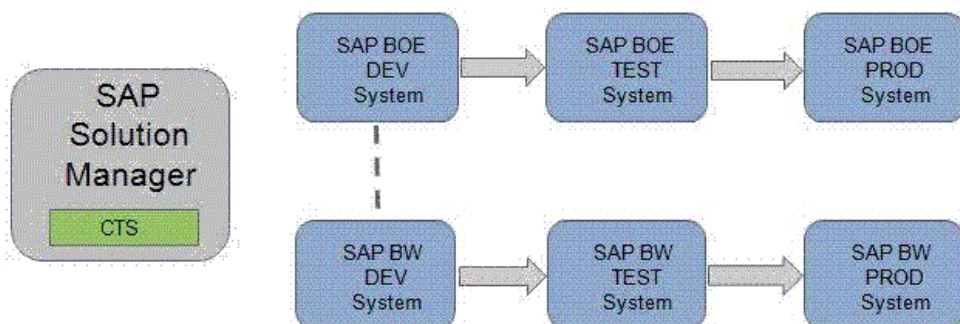 SAP
Solution
Manager
CTS
SAP BOE
DEV
System
SAP BOE
TEST
System
SAP BOE
PROD
System
SAP BW
DEV
System
SAP BW
TEST
System
SAP BW
PROD
System